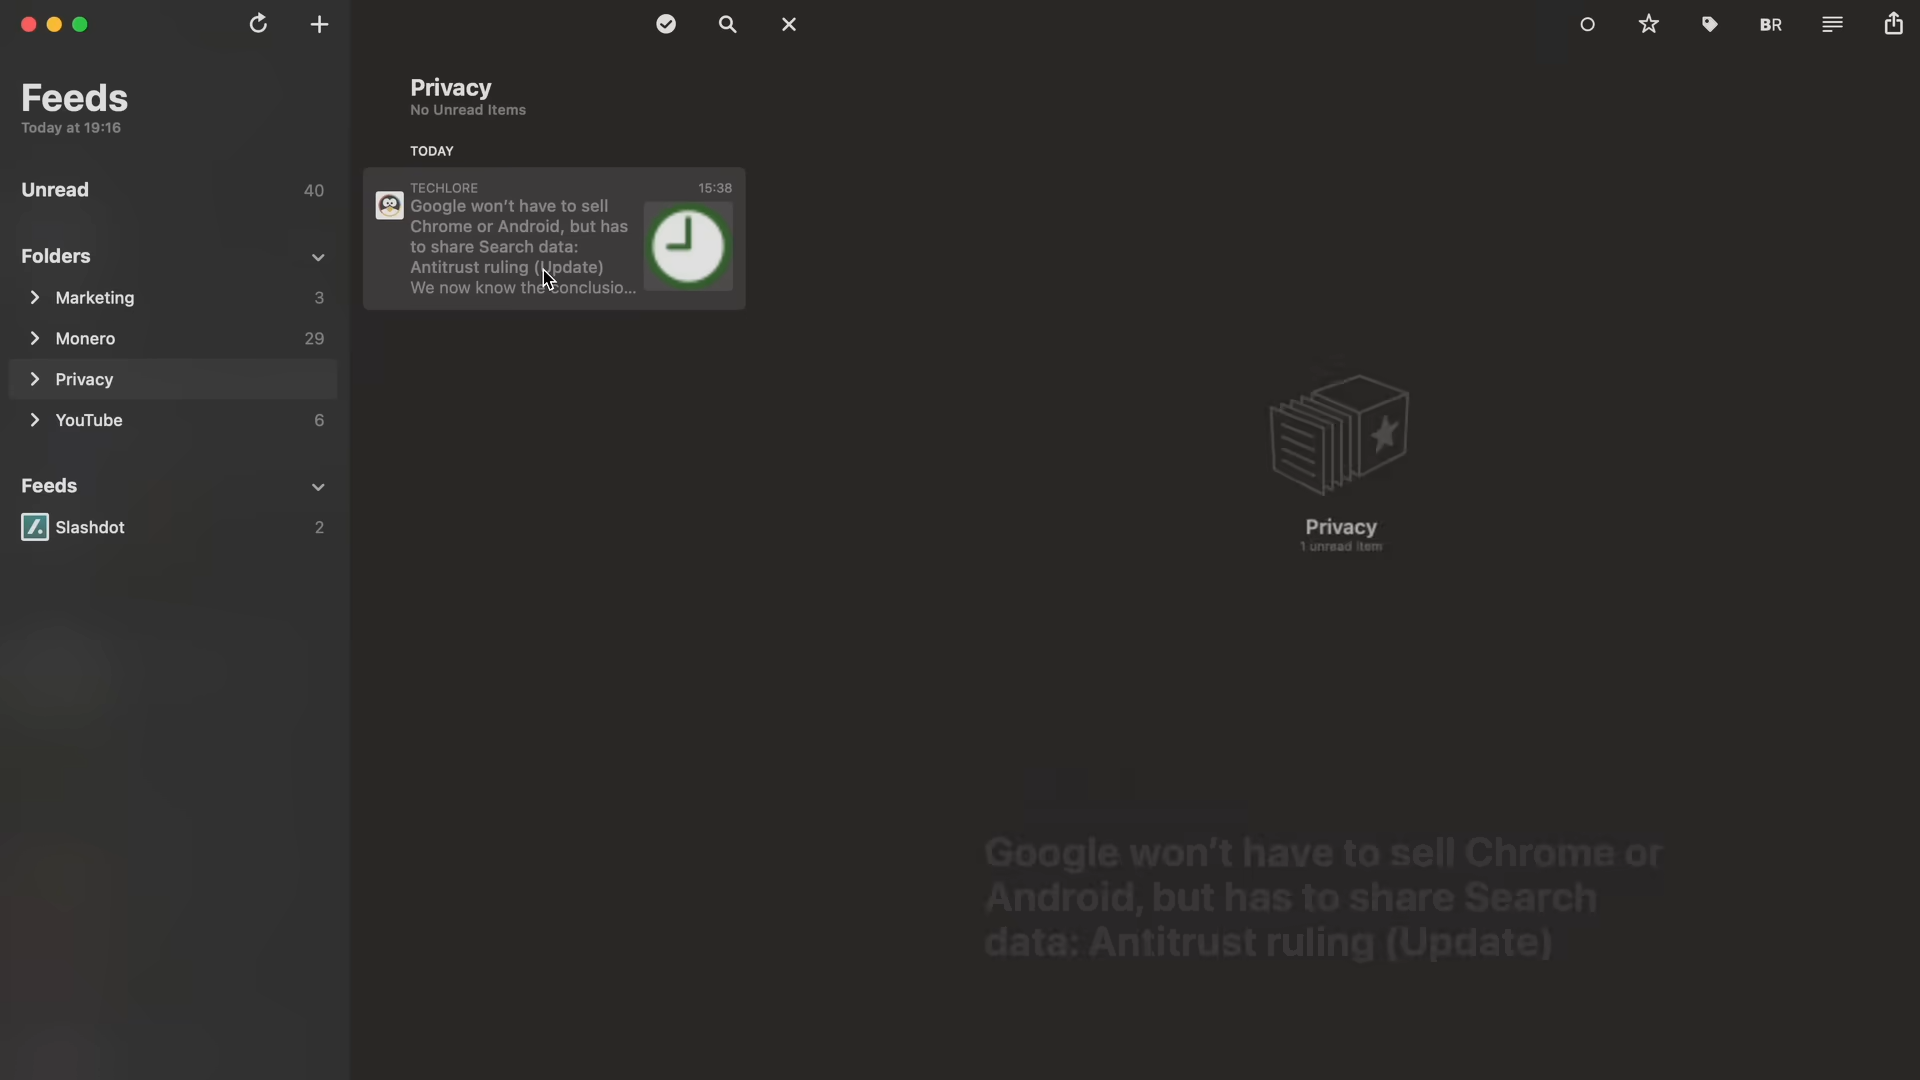 Feeds
Today at 19:16
Unread 40
Folders
Marketing 3
Monero 29
Privacy
YouTube 6
Feeds
Slashdot 2
Privacy
No Unread Items
TODAY
TECHLORE 15:38
Google won't have to sell
Chrome or Android, but has
to share Search data:
Antitrust ruling (Update)
We now know the conclusio...
BR
Privacy
1 unread item
Google won't have to sell Chrome or
Android, but has to share Search
data: Antitrust ruling (Update)